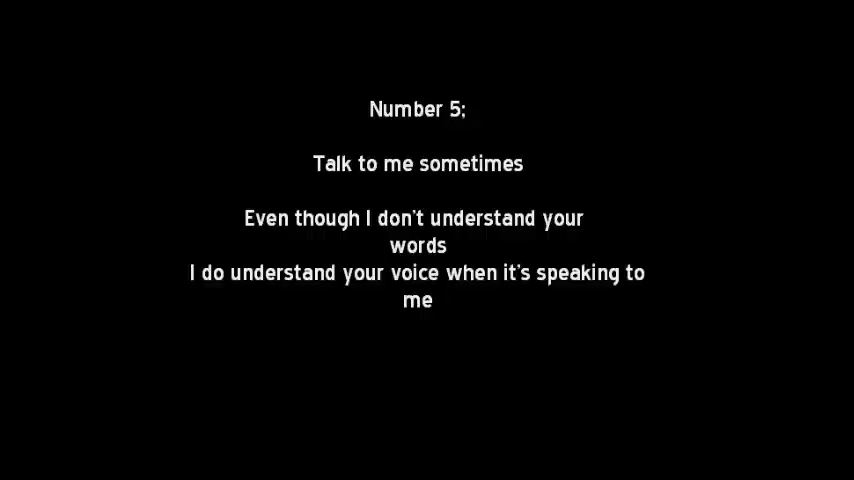 Number 5:
Talk to me sometimes
Even though I don't understand your
words
I do understand your voice when it's speaking to
me